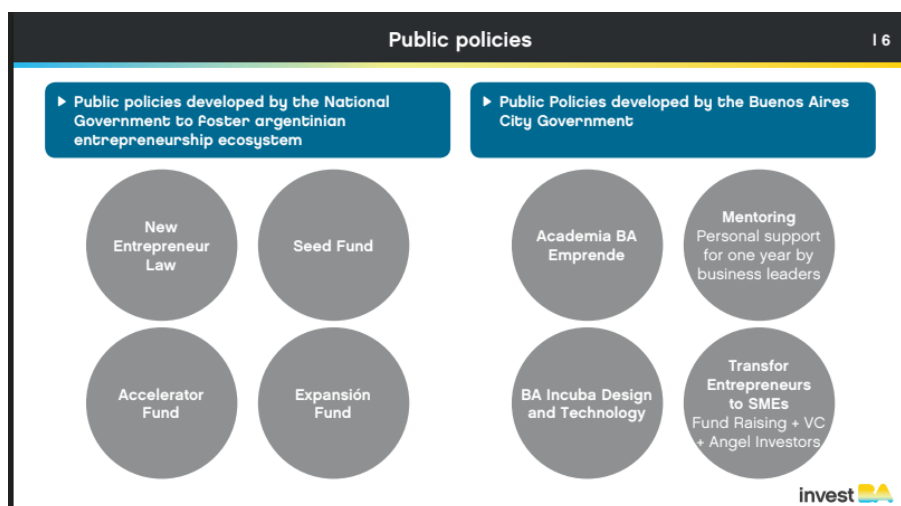 Public policies
| 6
Public policies developed by the National
Government to foster argentinian
entrepreneurship ecosystem
Public Policies developed by the Buenos Aires
City Government
New
Entrepreneur
Law
Seed Fund
Accelerator
Fund
Expansión
Fund
Academia BA
Emprende
Mentoring
Personal support
for one year by
business leaders
BA Incuba Design
and Technology
Transfor
Entrepreneurs
to SMEs
Fund Raising + VC
+ Angel Investors
invest BA